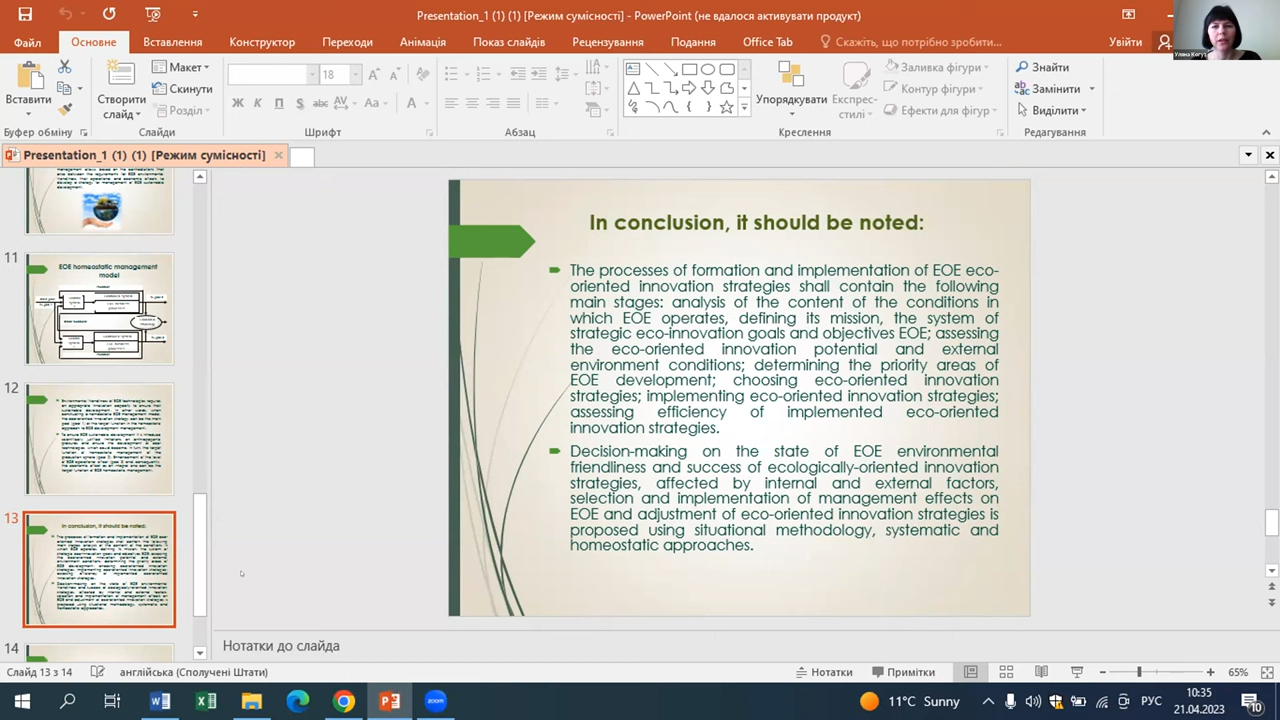 Presentation_1 (1) (1) [Режим сумісності] - PowerPoint (не вдалося активувати продукт)
Файл Основне Вставлення Конструктор Переходи Анімація Показ слайдів Рецензування Подання Office Tab Скажіть, що потрібно зробити... Увійти
Вставити
Створити слайд
Макет
Скинути
Розділ
18
Ж К П S abc AV Aa A
Упорядкувати
Експрес-стилі
Заливка фігури
Контур фігури
Ефекти для фігур
Знайти
Замінити
Виділити
Буфер обміну Слайди Шрифт Абзац Креслення Редагування
Presentation_1 (1) (1) [Режим сумісності]
11
EOE homeostatic management
model
12
13
In conclusion, it should be noted:
14
In conclusion, it should be noted:
The processes of formation and implementation of EOE eco-
oriented innovation strategies shall contain the following
main stages: analysis of the content of the conditions in
which EOE operates, defining its mission, the system of
strategic eco-innovation goals and objectives EOE; assessing
the eco-oriented innovation potential and external
environment conditions; determining the priority areas of
EOE development; choosing eco-oriented innovation
strategies; implementing eco-oriented innovation strategies;
assessing efficiency of implemented eco-oriented
innovation strategies.
Decision-making on the state of EOE environmental
friendliness and success of ecologically-oriented innovation
strategies, affected by internal and external factors,
selection and implementation of management effects on
EOE and adjustment of eco-oriented innovation strategies is
proposed using situational methodology, systematic and
homeostatic approaches.
Нотатки до слайда
Слайд 13 з 14 англійська (Сполучені Штати) Нотатки Примітки 65%
11°C Sunny РУС 10:35
21.04.2023 10
zoom